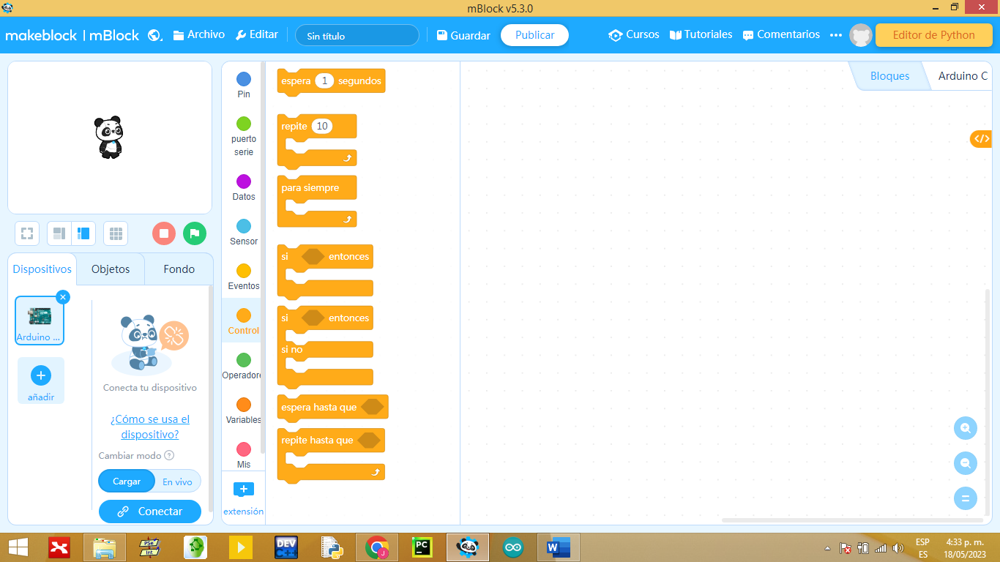 mBlock v5.3.0
makeblock | mBlock
Archivo
Editar
Sin título
Guardar
Publicar
Cursos
Tutoriales
Comentarios
Editor de Python
Pin
puerto
serie
Datos
Sensor
Eventos
Control
Operadore
Variables
Mis
extensión
espera 1 segundos
repite 10
para siempre
si entonces
si entonces
si no
espera hasta que
repite hasta que
Bloques
Arduino C
Dispositivos
Objetos
Fondo
Arduino ...
añadir
Conecta tu dispositivo
¿Cómo se usa el
dispositivo?
Cambiar modo ?
Cargar
En vivo
Conectar
PSe
Int
DEV
C++
J
PC
W
ESP
ES
4:33 p. m.
18/05/2023